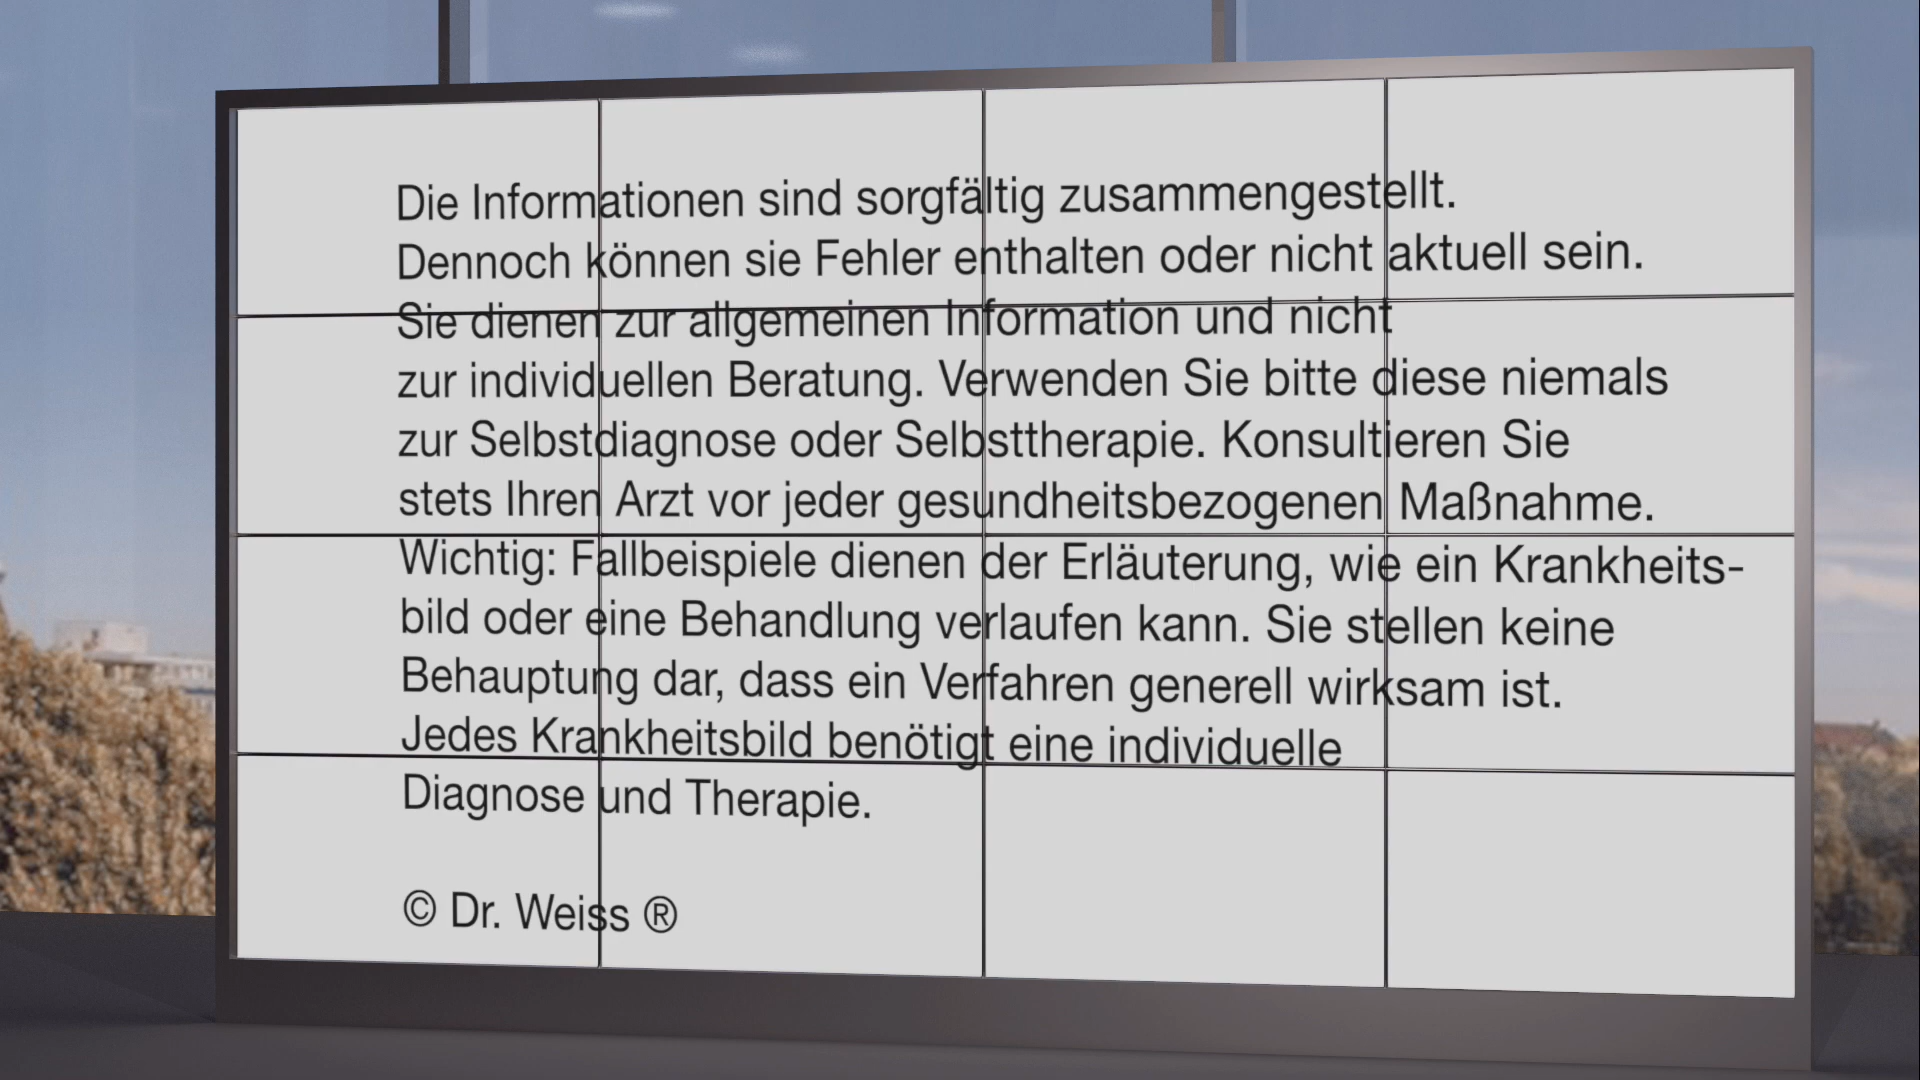 Die Informationen sind sorgfältig zusammengestellt.
Dennoch können sie Fehler enthalten oder nicht aktuell sein.
Sie dienen zur allgemeinen Information und nicht
zur individuellen Beratung. Verwenden Sie bitte diese niemals
zur Selbstdiagnose oder Selbsttherapie. Konsultieren Sie
stets Ihren Arzt vor jeder gesundheitsbezogenen Maßnahme.
Wichtig: Fallbeispiele dienen der Erläuterung, wie ein Krankheits-
bild oder eine Behandlung verlaufen kann. Sie stellen keine
Behauptung dar, dass ein Verfahren generell wirksam ist.
Jedes Krankheitsbild benötigt eine individuelle
Diagnose und Therapie.
© Dr. Weiss ®